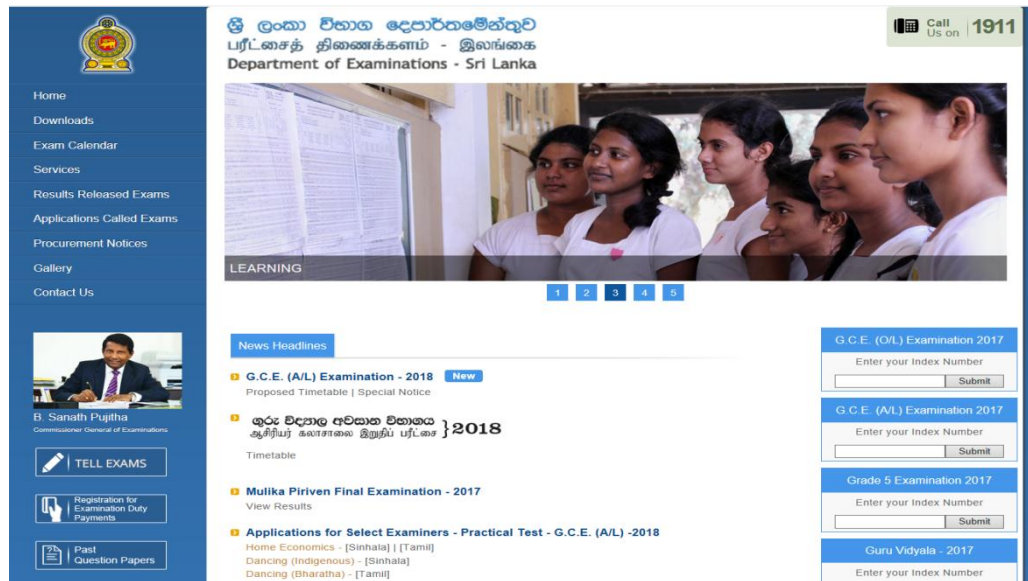 ශ්‍රී ලංකා විභාග දෙපාර්තමේන්තුව
பரீட்சைத் திணைக்களம் - இலங்கை
Department of Examinations - Sri Lanka
Call Us on 1911
Home
Downloads
Exam Calendar
Services
Results Released Exams
Applications Called Exams
Procurement Notices
Gallery
Contact Us
LEARNING
1 2 3 4 5
B. Sanath Pujitha
Commissioner General of Examinations
TELL EXAMS
Registration for
Examination Duty
Payments
Past
Question Papers
News Headlines
G.C.E. (A/L) Examination - 2018 New
Proposed Timetable | Special Notice
ගුරු විද්‍යාල අවසාන විභාගය
ஆசிரியர் கலாசாலை இறுதிப் பரீட்சை } 2018
Timetable
Mulika Piriven Final Examination - 2017
View Results
Applications for Select Examiners - Practical Test - G.C.E. (A/L) -2018
Home Economics - [Sinhala] | [Tamil]
Dancing (Indigenous) - [Sinhala]
Dancing (Bharatha) - [Tamil]
G.C.E. (O/L) Examination 2017
Enter your Index Number
Submit
G.C.E. (A/L) Examination 2017
Enter your Index Number
Submit
Grade 5 Examination 2017
Enter your Index Number
Submit
Guru Vidyala - 2017
Enter your Index Number